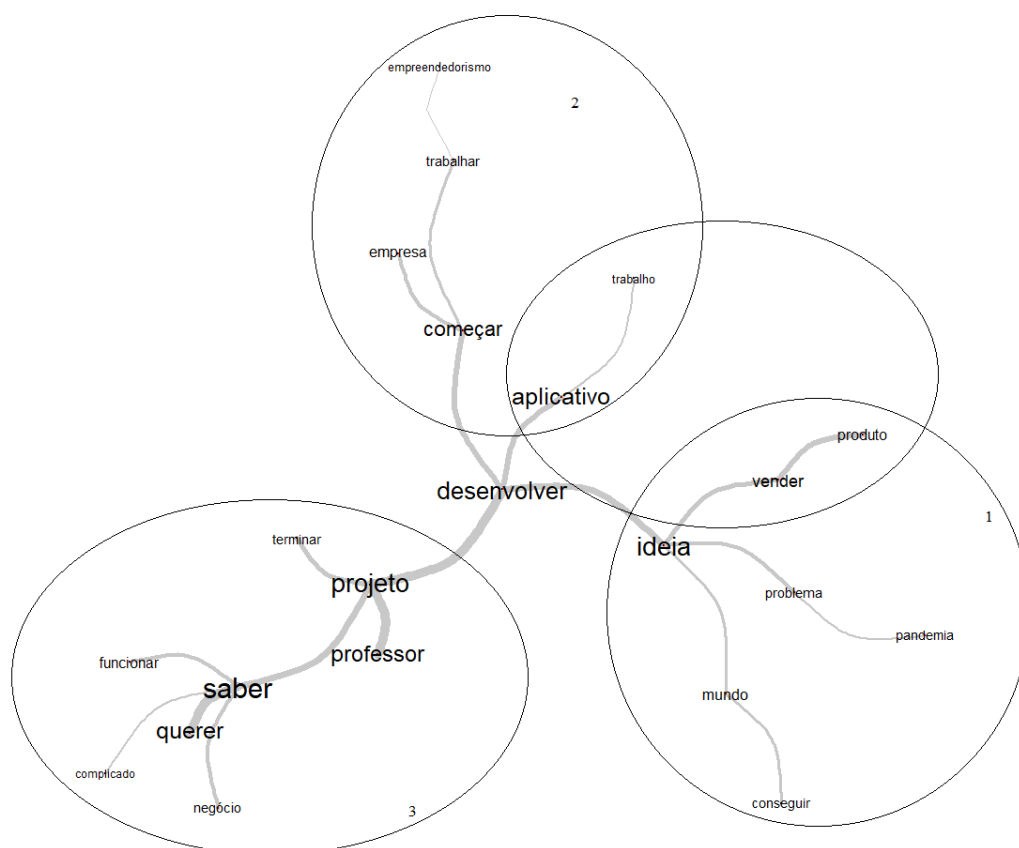 empreendedorismo
2
trabalhar
empresa
trabalho
começar
aplicativo
produto
vender
desenvolver
1
terminar
ideia
projeto
problema
pandemia
professor
funcionar
saber
mundo
querer
complicado
conseguir
negócio
3